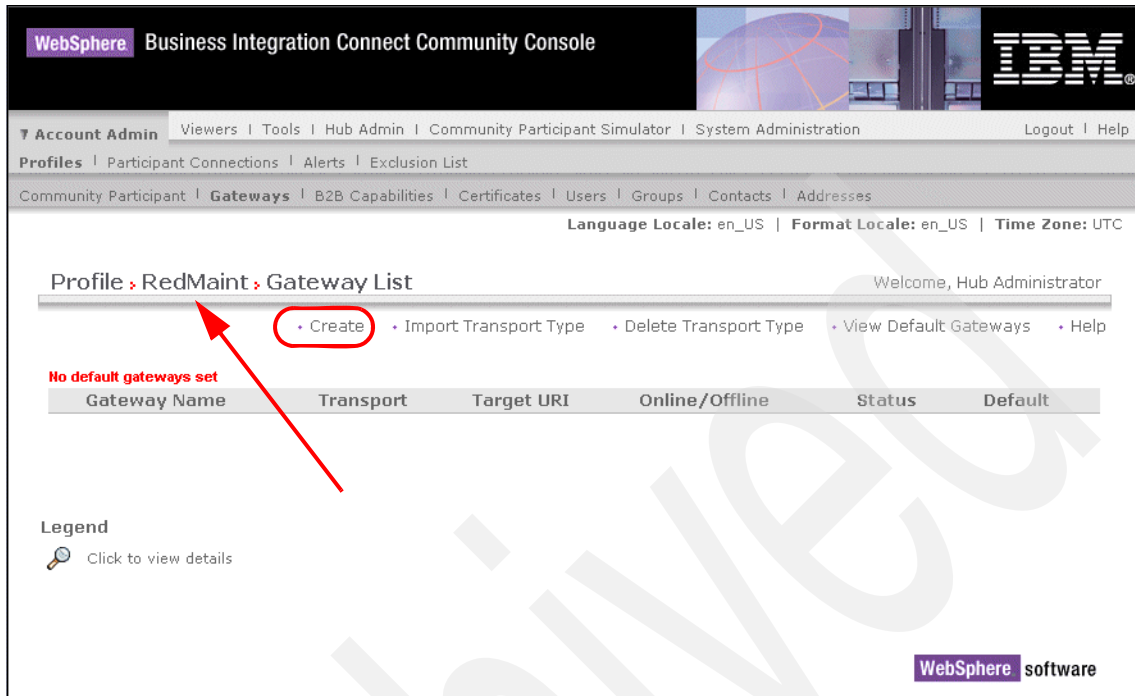 WebSphere. Business Integration Connect Community Console
IBM®
Account Admin Viewers | Tools | Hub Admin | Community Participant Simulator | System Administration Logout | Help
Profiles | Participant Connections | Alerts | Exclusion List
Community Participant | Gateways | B2B Capabilities | Certificates | Users | Groups | Contacts | Addresses
Language Locale: en_US | Format Locale: en_US | Time Zone: UTC
Profile RedMaint Gateway List Welcome, Hub Administrator
Create Import Transport Type Delete Transport Type View Default Gateways Help
No default gateways set
Gateway Name Transport Target URI Online/Offline Status Default
Legend
Click to view details
WebSphere. software